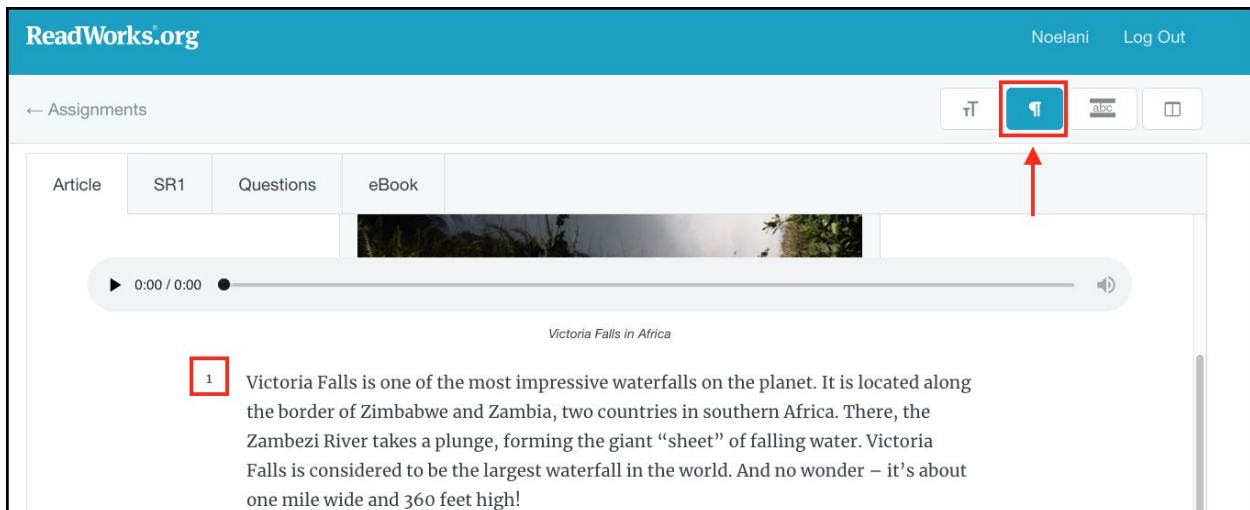 ReadWorks.org
Noelani Log Out
← Assignments
TT ¶ abc
Article SR1 Questions eBook
0:00 / 0:00
Victoria Falls in Africa
1
Victoria Falls is one of the most impressive waterfalls on the planet. It is located along
the border of Zimbabwe and Zambia, two countries in southern Africa. There, the
Zambezi River takes a plunge, forming the giant “sheet” of falling water. Victoria
Falls is considered to be the largest waterfall in the world. And no wonder – it’s about
one mile wide and 360 feet high!